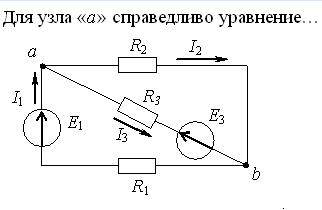 Для узла «a» справедливо уравнение…
R2
I2
a
I1
E1
R3
I3
E3
R1
b